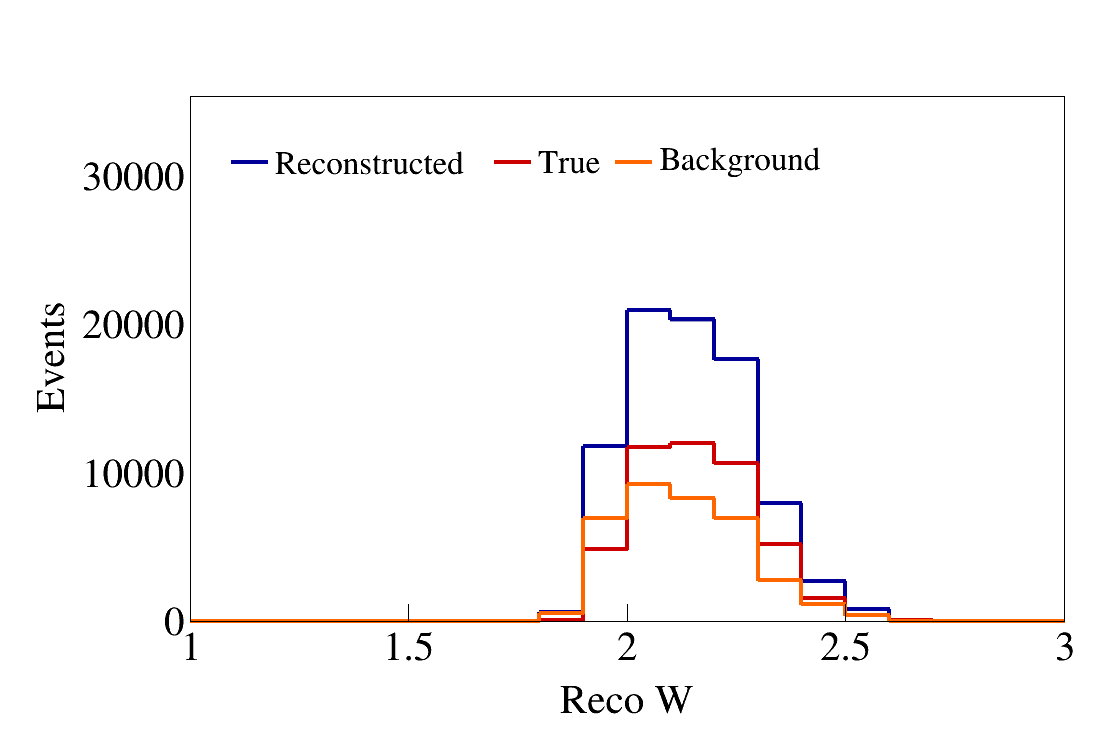 Reconstructed True Background
30000
20000
10000
0
Events
1 1.5 2 2.5 3
Reco W